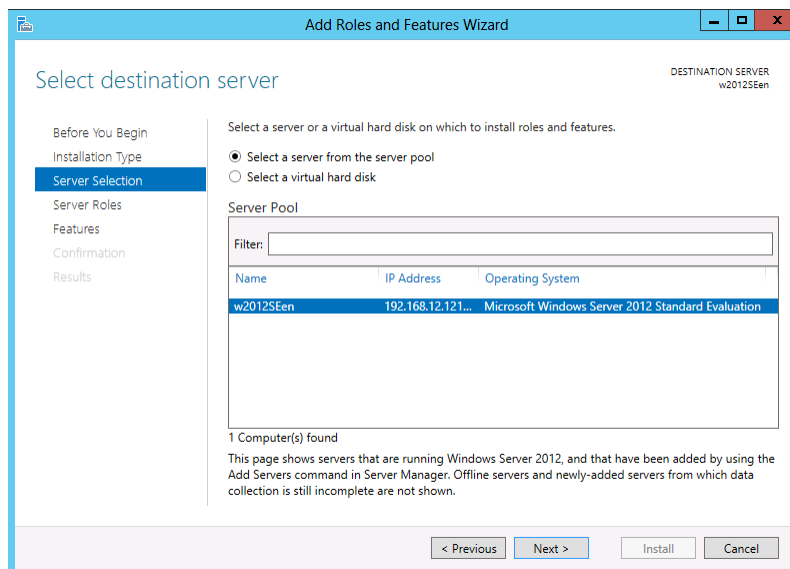 Add Roles and Features Wizard
Select destination server
DESTINATION SERVER
w2012SEen
Before You Begin
Installation Type
Server Selection
Server Roles
Features
Confirmation
Results
Select a server or a virtual hard disk on which to install roles and features.
Select a server from the server pool
Select a virtual hard disk
Server Pool
Filter:
Name IP Address Operating System
w2012SEen 192.168.12.121... Microsoft Windows Server 2012 Standard Evaluation
1 Computer(s) found
This page shows servers that are running Windows Server 2012, and that have been added by using the
Add Servers command in Server Manager. Offline servers and newly-added servers from which data
collection is still incomplete are not shown.
< Previous Next > Install Cancel